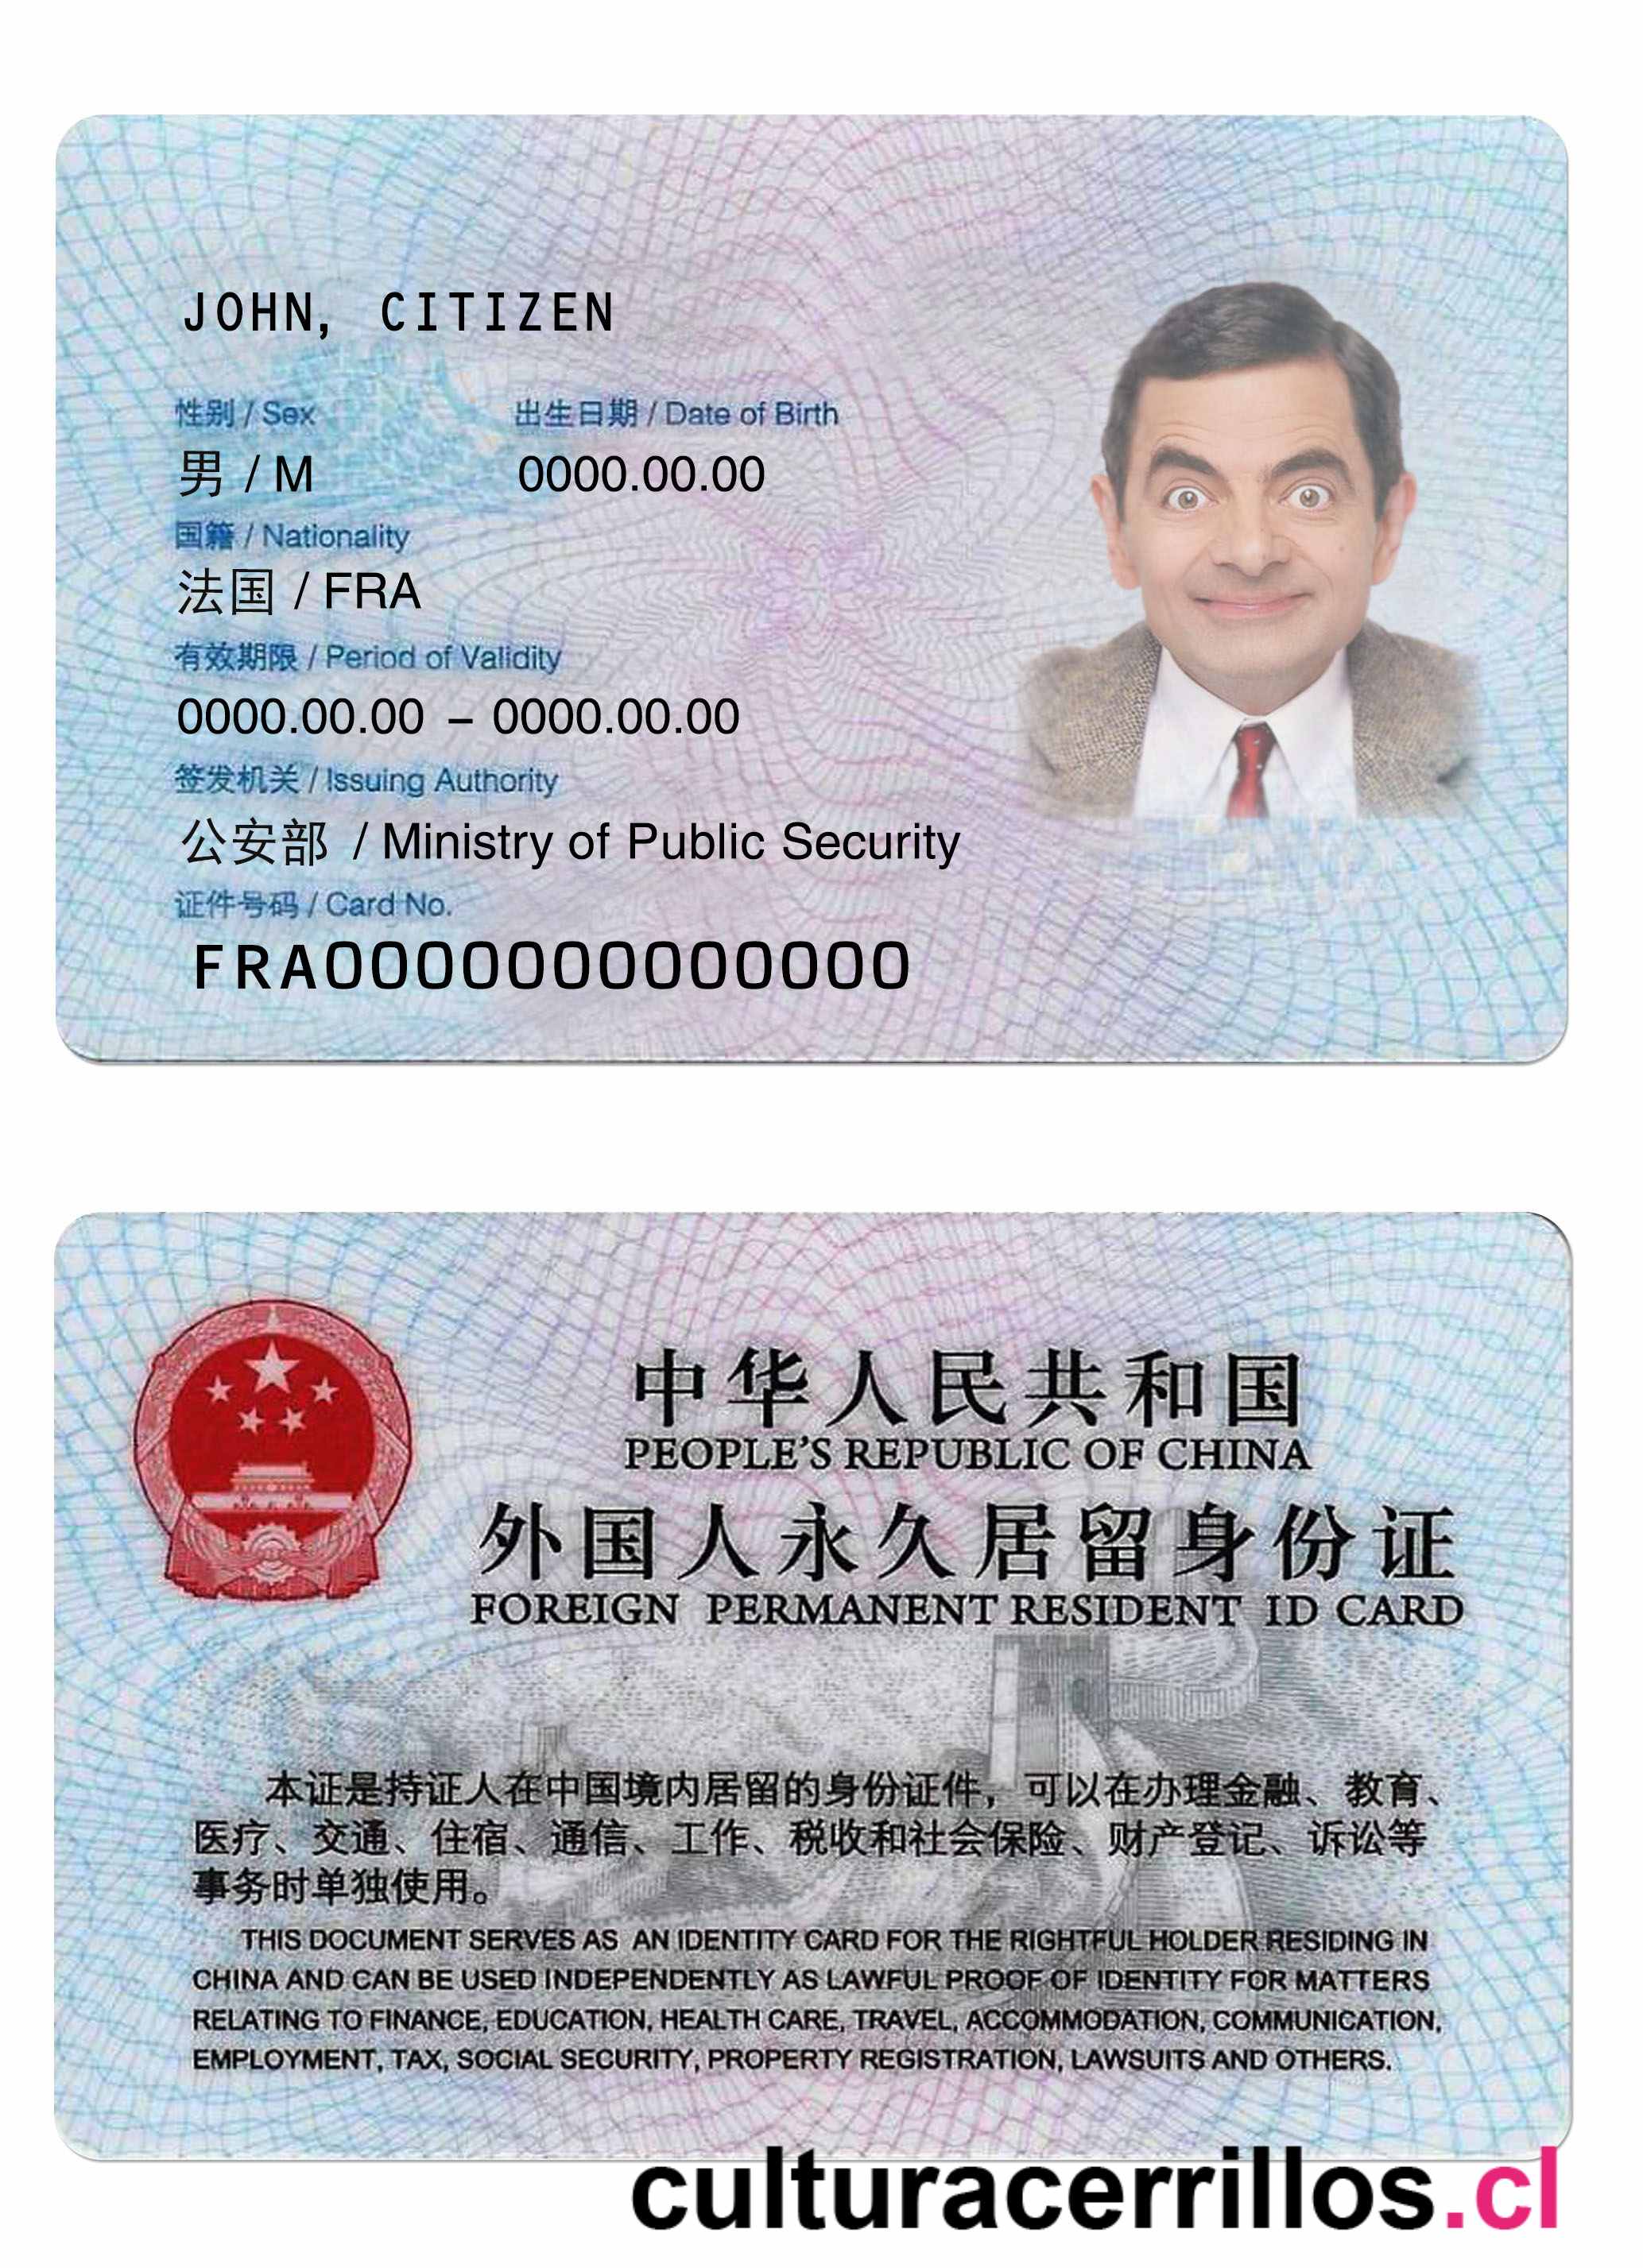 JOHN, CITIZEN
性别 / Sex 出生日期 / Date of Birth
男 / M 0000.00.00
国籍 / Nationality
法国 / FRA
有效期限 / Period of Validity
0000.00.00 – 0000.00.00
签发机关 / Issuing Authority
公安部 / Ministry of Public Security
证件号码 / Card No.
FRA0000000000000
中华人民共和国
PEOPLE'S REPUBLIC OF CHINA
外国人永久居留身份证
FOREIGN PERMANENT RESIDENT ID CARD
本证是持证人在中国境内居留的身份证件，可以在办理金融、教育、
医疗、交通、住宿、通信、工作、税收和社会保险、财产登记、诉讼等
事务时单独使用。
THIS DOCUMENT SERVES AS AN IDENTITY CARD FOR THE RIGHTFUL HOLDER RESIDING IN
CHINA AND CAN BE USED INDEPENDENTLY AS LAWFUL PROOF OF IDENTITY FOR MATTERS
RELATING TO FINANCE, EDUCATION, HEALTH CARE, TRAVEL, ACCOMMODATION, COMMUNICATION,
EMPLOYMENT, TAX, SOCIAL SECURITY, PROPERTY REGISTRATION, LAWSUITS AND OTHERS.
culturacerrillos.cl